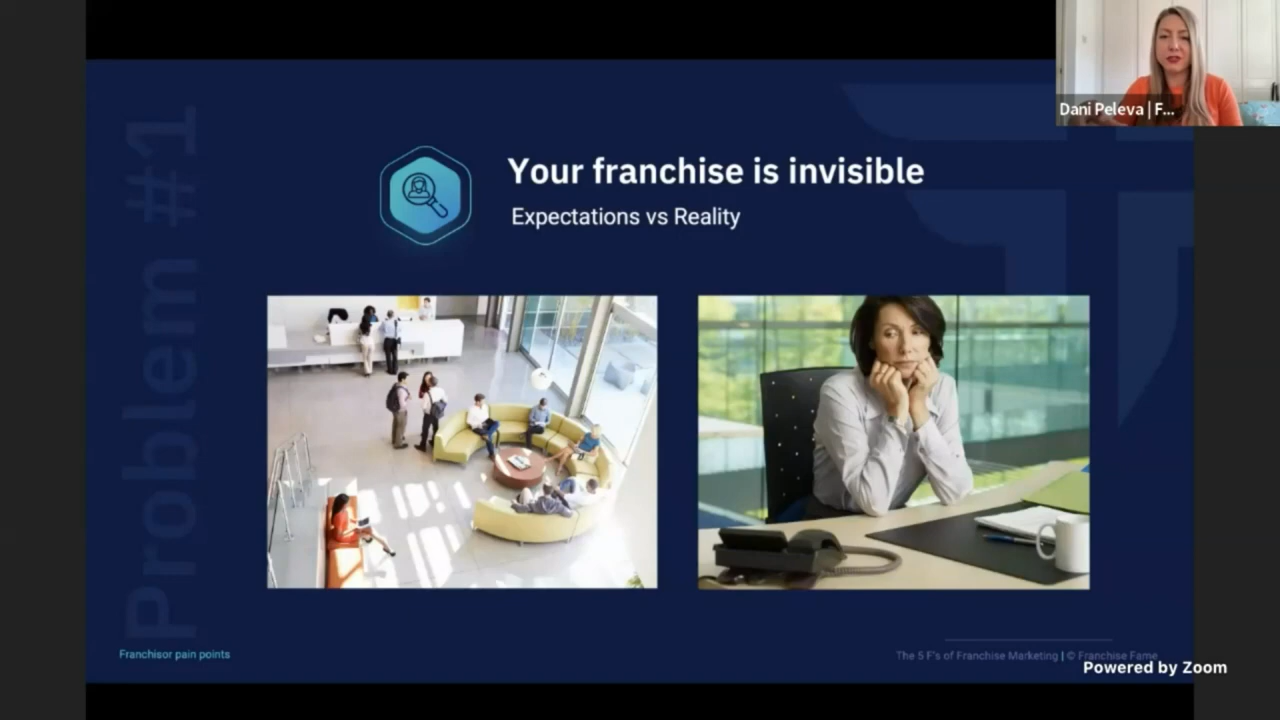 Dani Peleva | F...
Problem #1
Your franchise is invisible
Expectations vs Reality
Franchisor pain points
The 5 F's of Franchise Marketing | © Franchise Fame
Powered by Zoom